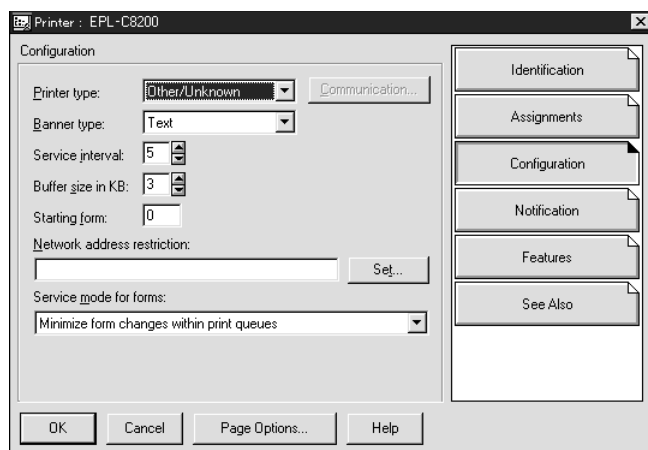 Printer : EPL-C8200
Configuration
Printer type: Other/Unknown Communication...
Banner type: Text
Service interval: 5
Buffer size in KB: 3
Starting form: 0
Network address restriction:
Set...
Service mode for forms:
Minimize form changes within print queues
Identification
Assignments
Configuration
Notification
Features
See Also
OK Cancel Page Options... Help